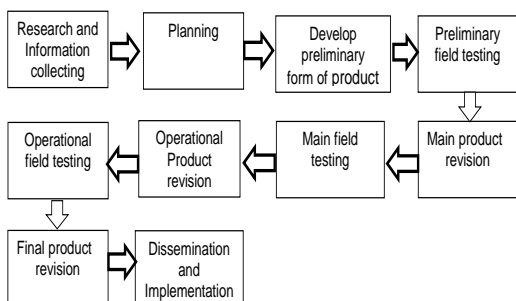 Research and
Information
collecting
Planning
Develop
preliminary
form of product
Preliminary
field testing
Operational
field testing
Operational
Product
revision
Main field
testing
Main product
revision
Final product
revision
Dissemination
and
Implementation